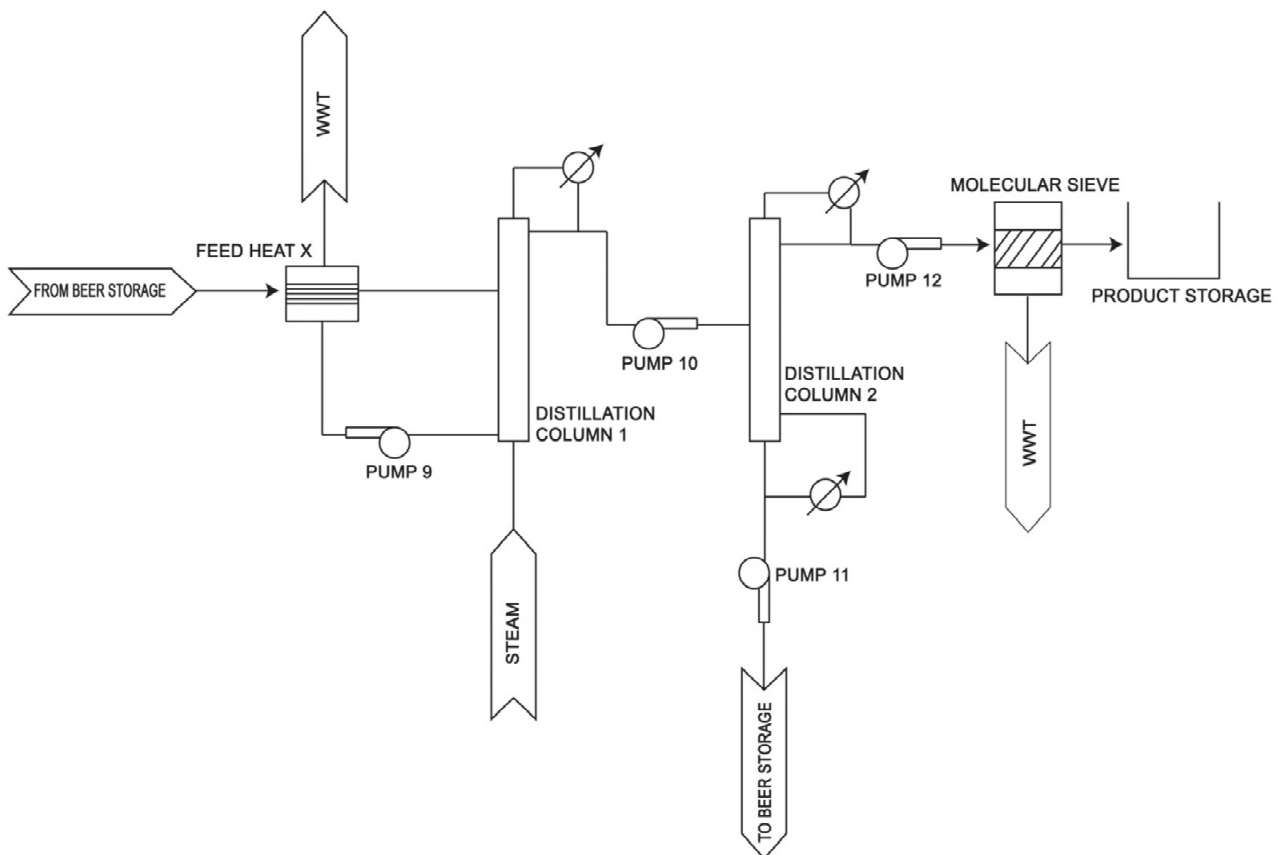 WWT
FEED HEAT X
FROM BEER STORAGE
PUMP 9
DISTILLATION
COLUMN 1
STEAM
PUMP 10
DISTILLATION
COLUMN 2
PUMP 11
TO BEER STORAGE
PUMP 12
MOLECULAR SIEVE
PRODUCT STORAGE
WWT